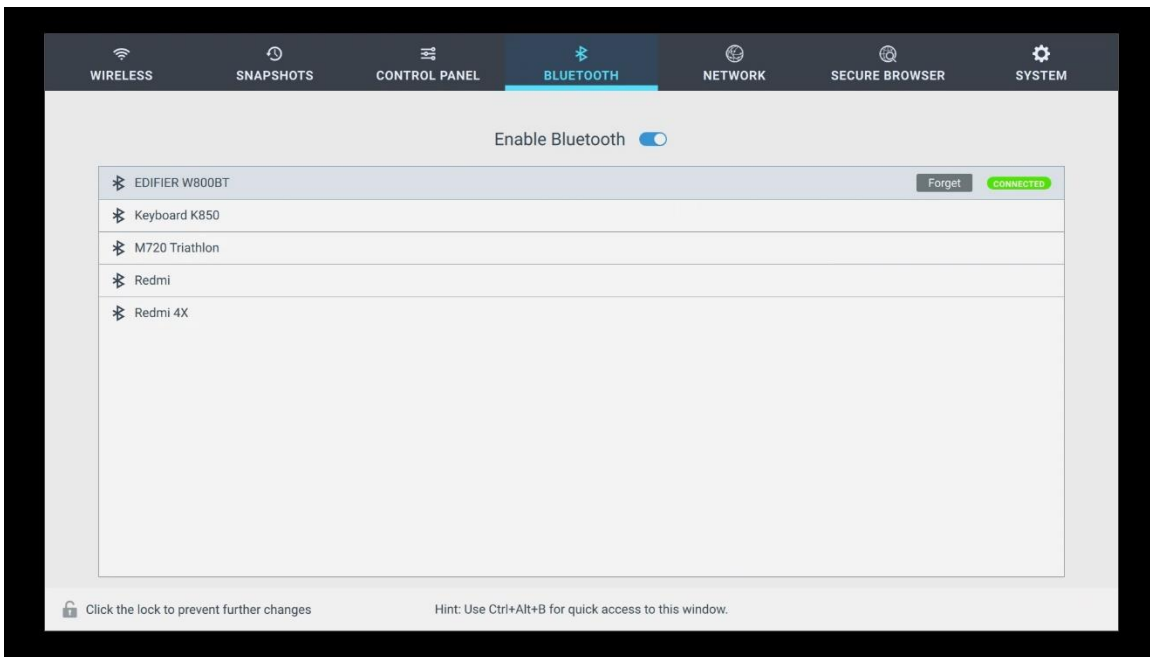 WIRELESS SNAPSHOTS CONTROL PANEL BLUETOOTH NETWORK SECURE BROWSER SYSTEM
Enable Bluetooth
EDIFIER W800BT Forget CONNECTED
Keyboard K850
M720 Triathlon
Redmi
Redmi 4X
Click the lock to prevent further changes Hint: Use Ctrl+Alt+B for quick access to this window.